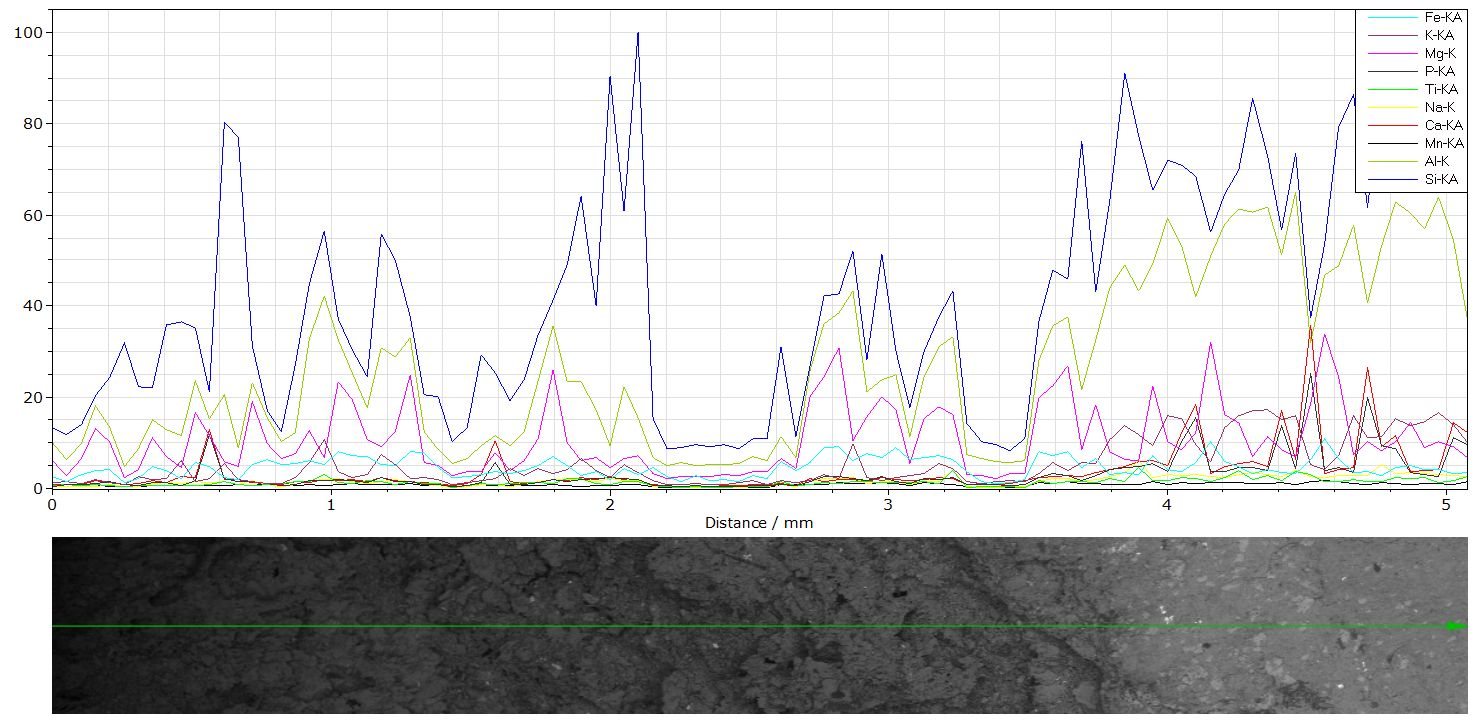 100
80
60
40
20
0
0 1 2 3 4 5
Distance / mm
Fe-KA
K-KA
Mg-K
P-KA
Ti-KA
Na-K
Ca-KA
Mn-KA
Al-K
Si-KA